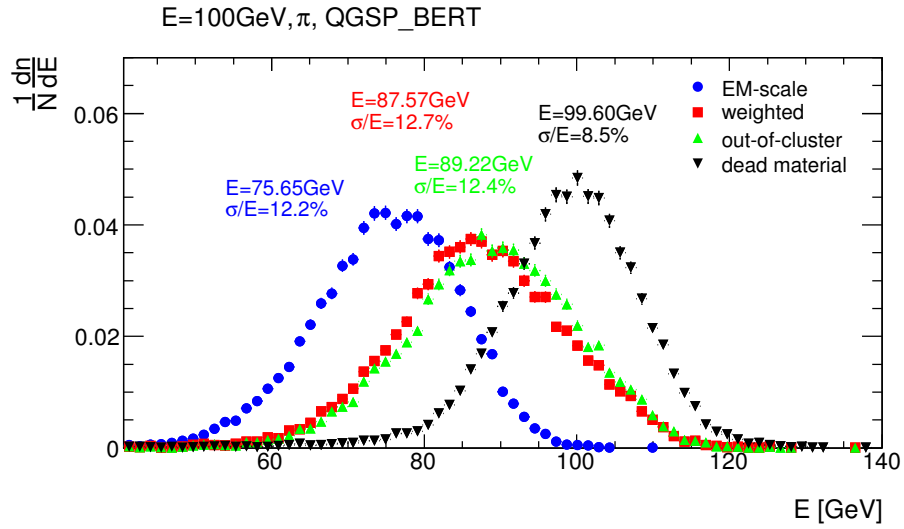 E=100GeV,π, QGSP_BERT
1 dn
N dE
0.06
0.04
0.02
0
E=87.57GeV
σ/E=12.7%
E=99.60GeV
σ/E=8.5%
E=89.22GeV
σ/E=12.4%
E=75.65GeV
σ/E=12.2%
EM-scale
weighted
out-of-cluster
dead material
60 80 100 120 140
E [GeV]